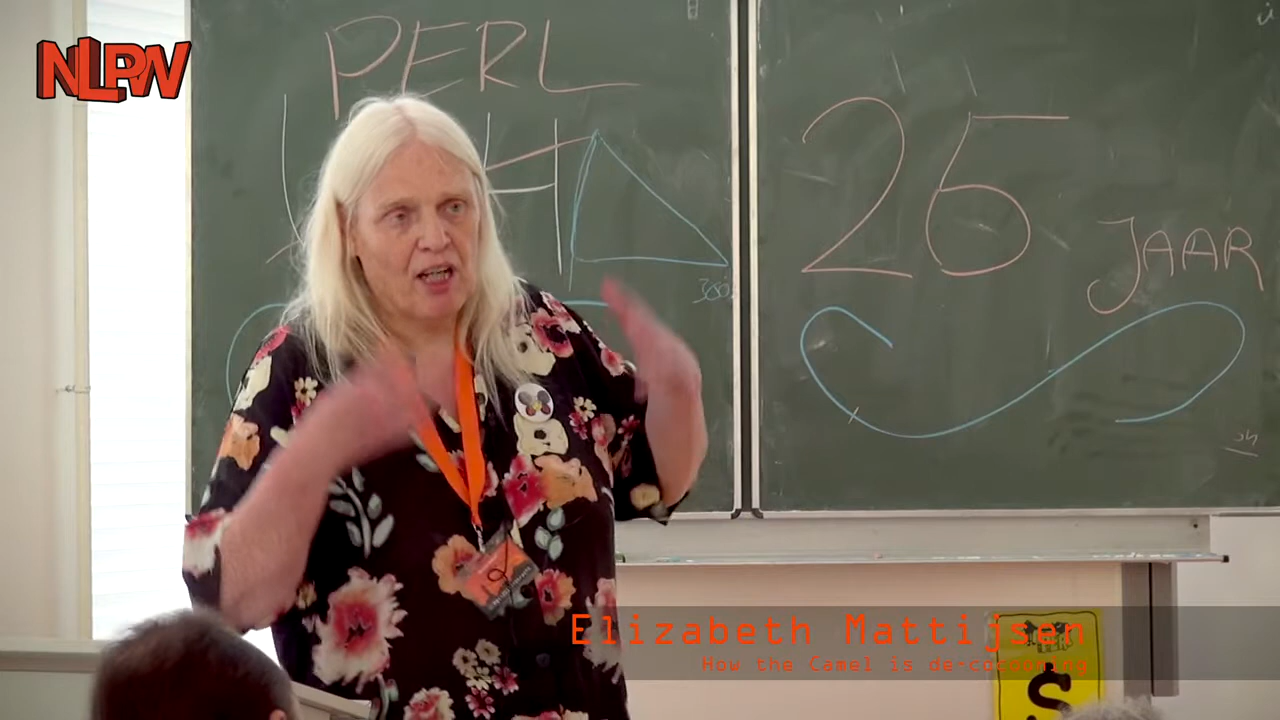 NLPW
PERL
25
JAAR
Elizabeth Mattijsen
How the Camel is de-cocooning
S